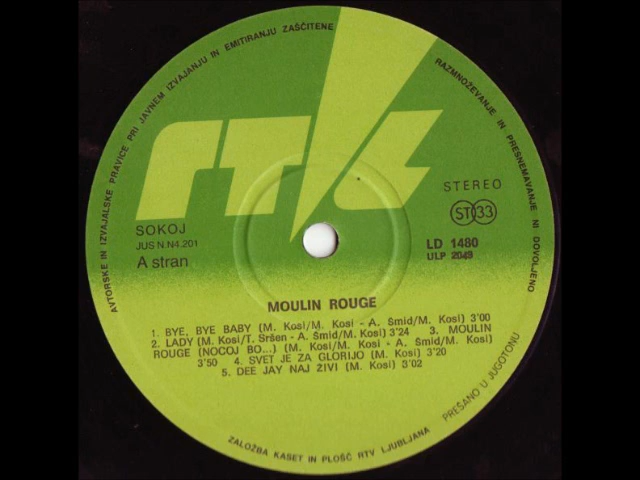 AVTORSKE IN IZVAJALSKE PRAVICE PRI JAVNEM IZVAJANJU IN EMITIRANJU ZAŠČITENE
RAZMNOŽEVANJE IN PRESNEMAVANJE NI DOVOLJENO
rtl
STEREO
ST 33
SOKOJ
JUS N.N4.201
A stran
LD 1480
ULP 2049
MOULIN ROUGE
1. BYE, BYE BABY (M. Kosi/M. Kosi - A. Šmid/M. Kosi) 3'00
2. LADY (M. Kosi/T. Sršen - A. Šmid/M. Kosi) 3'24 3. MOULIN
ROUGE (NOCOJ BO...) (M. Kosi/M. Kosi - A. Šmid/M. Kosi)
3'50 4. SVET JE ZA GLORIJO (M. Kosi) 3'20
5. DEE JAY NAJ ŽIVI (M. Kosi) 3'02
PREŠANO U JUGOTONU
ZALOŽBA KASET IN PLOŠČ RTV LJUBLJANA